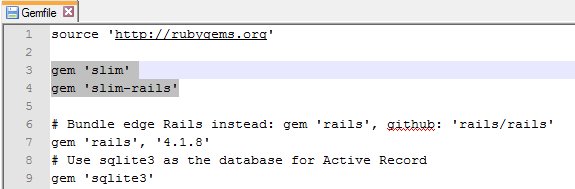 Gemfile
1 source 'http://rubygems.org'
2
3 gem 'slim'
4 gem 'slim-rails'
5
6 # Bundle edge Rails instead: gem 'rails', github: 'rails/rails'
7 gem 'rails', '4.1.8'
8 # Use sqlite3 as the database for Active Record
9 gem 'sqlite3'